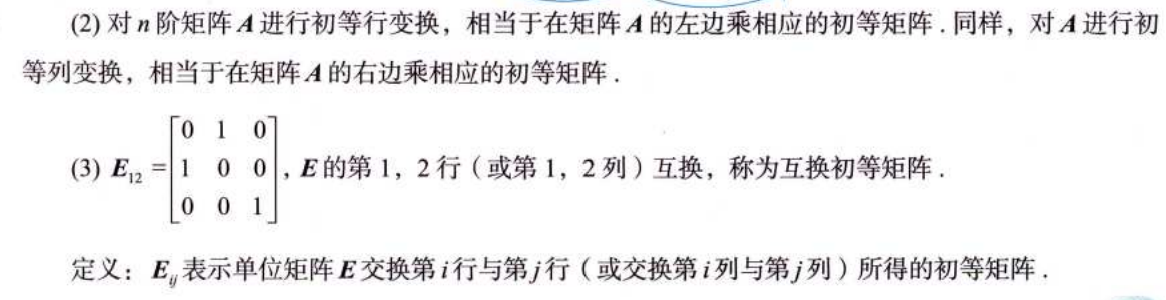 (2) 对 n 阶矩阵 A 进行初等行变换，相当于在矩阵 A 的左边乘相应的初等矩阵．同样，对 A 进行初
等列变换，相当于在矩阵 A 的右边乘相应的初等矩阵．
(3) E₁₂ = [0 1 0
1 0 0
0 0 1]，E 的第 1，2 行（或第 1，2 列）互换，称为互换初等矩阵．
定义：Eᵢⱼ 表示单位矩阵 E 交换第 i 行与第 j 行（或交换第 i 列与第 j 列）所得的初等矩阵．